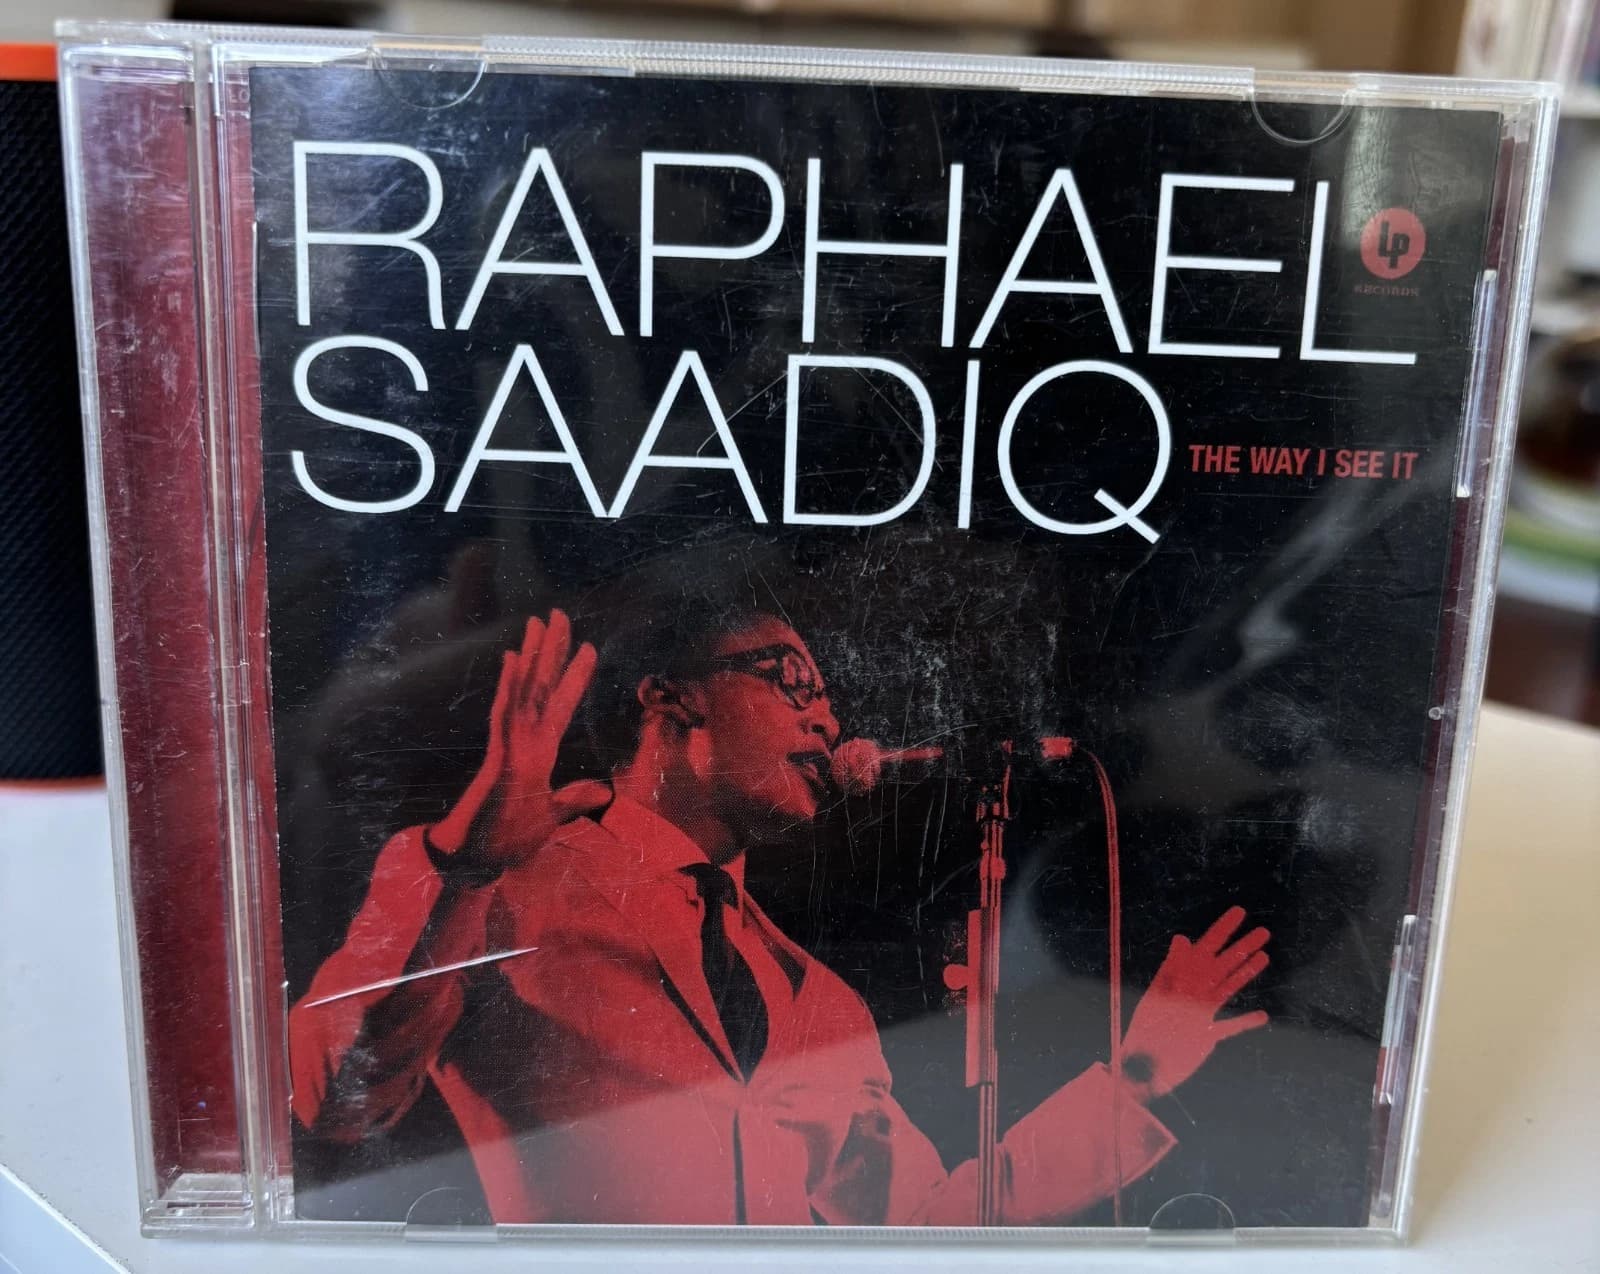 RAPHAEL
lp
RECORDS
SAADIQ
THE WAY I SEE IT